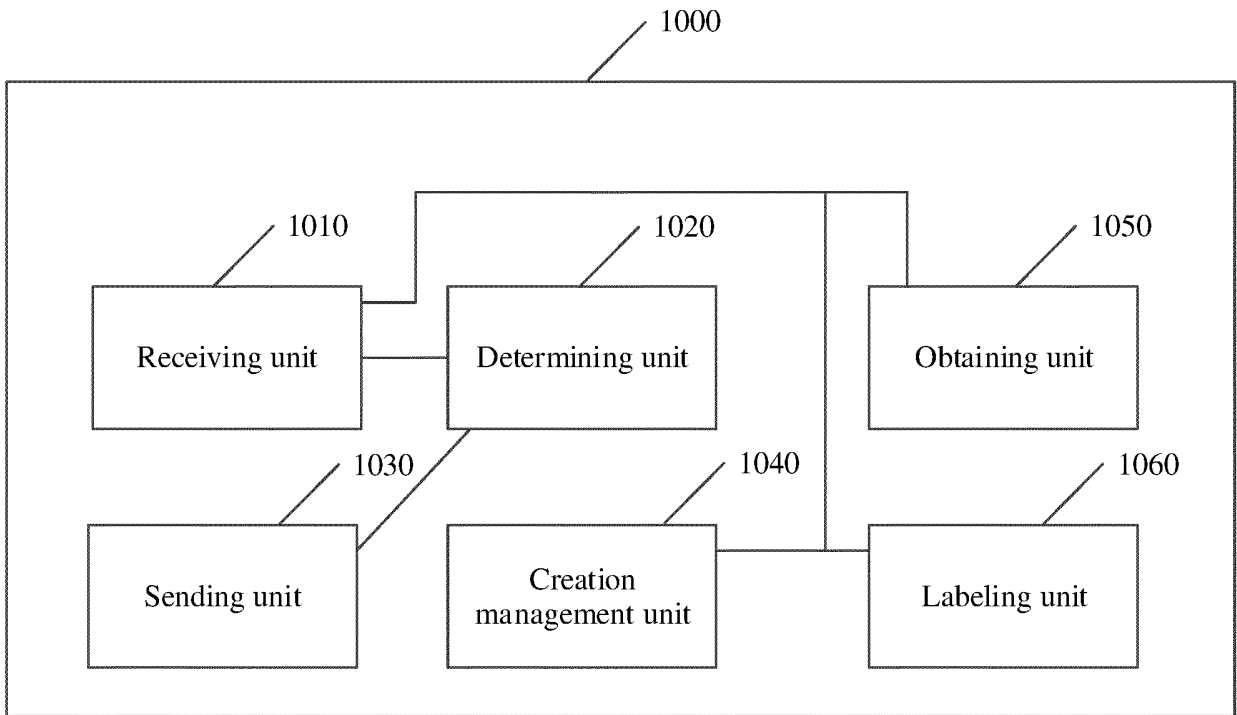 1000
1010
1020
1050
Receiving unit
Determining unit
Obtaining unit
1030
1040
1060
Sending unit
Creation
management unit
Labeling unit